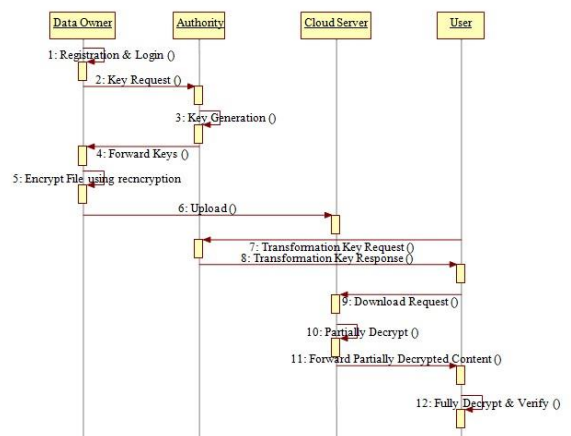 Data Owner
Authority
Cloud Server
User
1: Registration & Login ()
2: Key Request ()
3: Key Generation ()
4: Forward Keys ()
5: Encrypt File using recncryption
6: Upload ()
7: Transformation Key Request ()
8: Transformation Key Response ()
9: Download Request ()
10: Partially Decrypt ()
11: Forward Partially Decrypted Content ()
12: Fully Decrypt & Verify ()